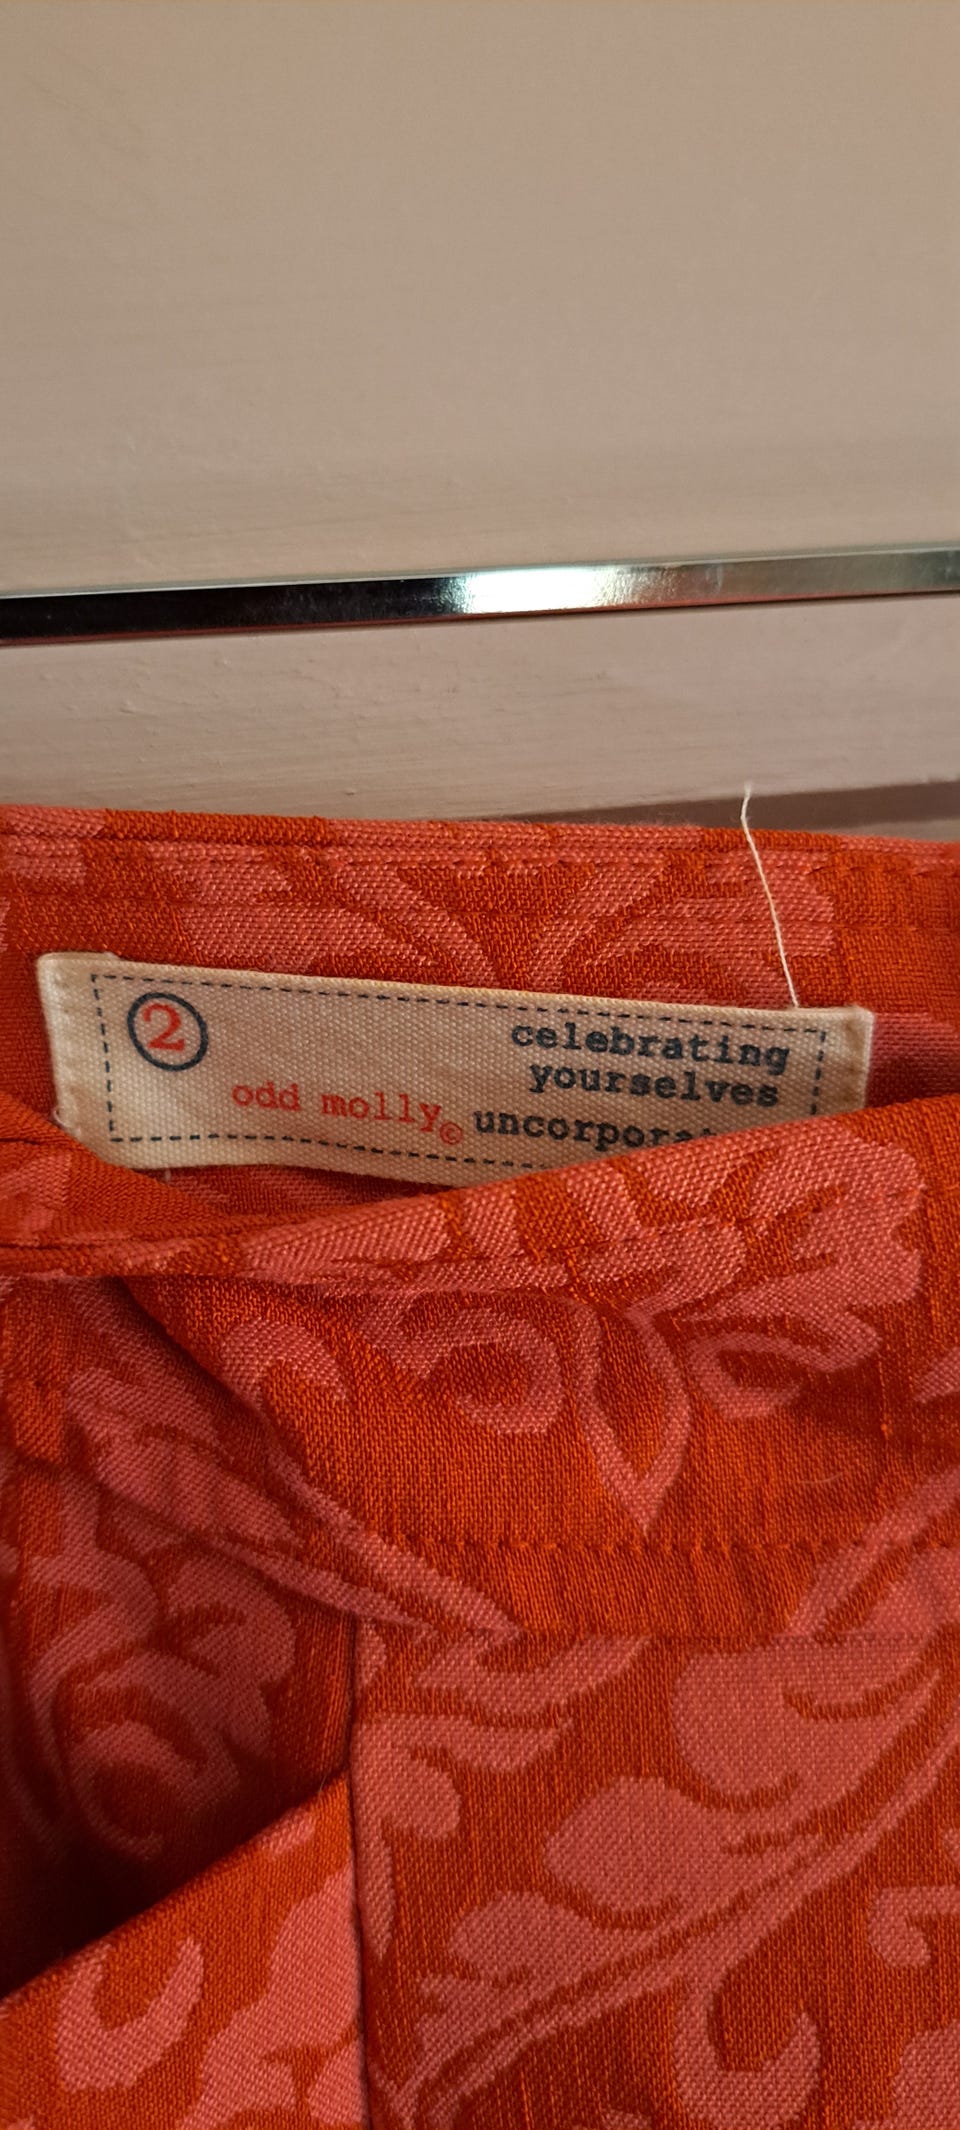 2
celebrating
yourselves
odd molly©